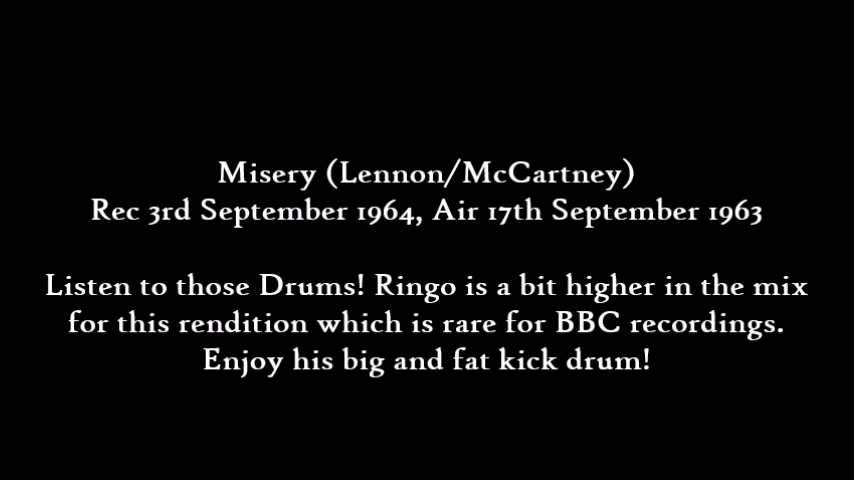 Misery (Lennon/McCartney)
Rec 3rd September 1964, Air 17th September 1963
Listen to those Drums! Ringo is a bit higher in the mix
for this rendition which is rare for BBC recordings.
Enjoy his big and fat kick drum!